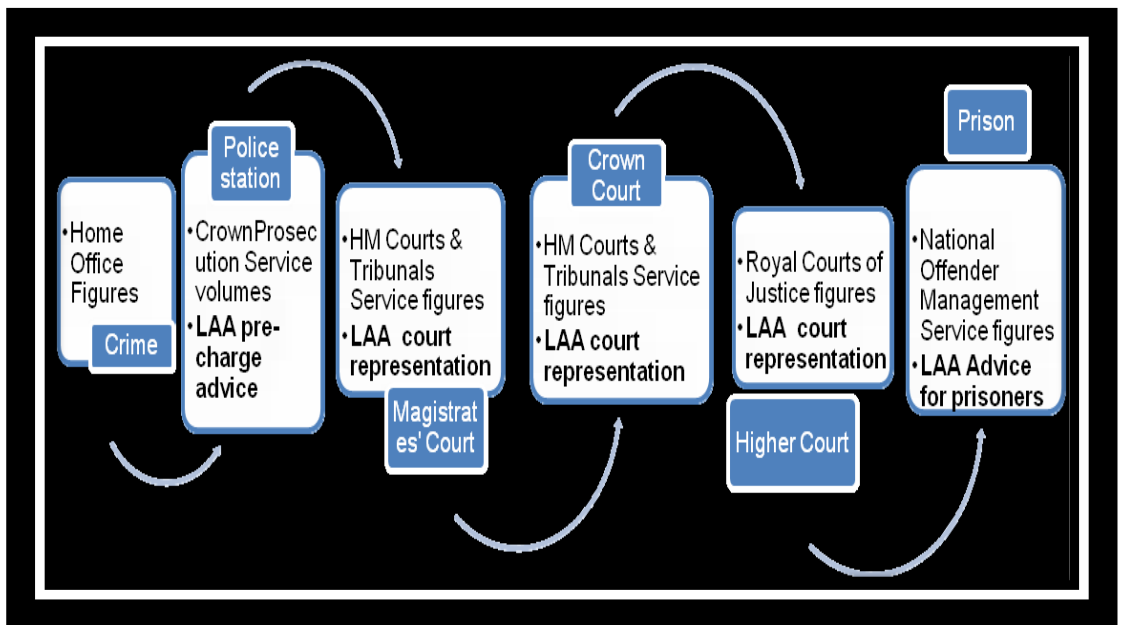 • Home
Office
Figures
Crime
Police
station
• CrownProsec
ution Service
volumes
• LAA pre-
charge
advice
• HM Courts &
Tribunals
Service figures
• LAA court
representation
Magistrat
es' Court
Crown
Court
• HM Courts &
Tribunals Service
figures
• LAA court
representation
• Royal Courts of
Justice figures
• LAA court
representation
Higher Court
Prison
• National
Offender
Management
Service figures
• LAA Advice
for prisoners